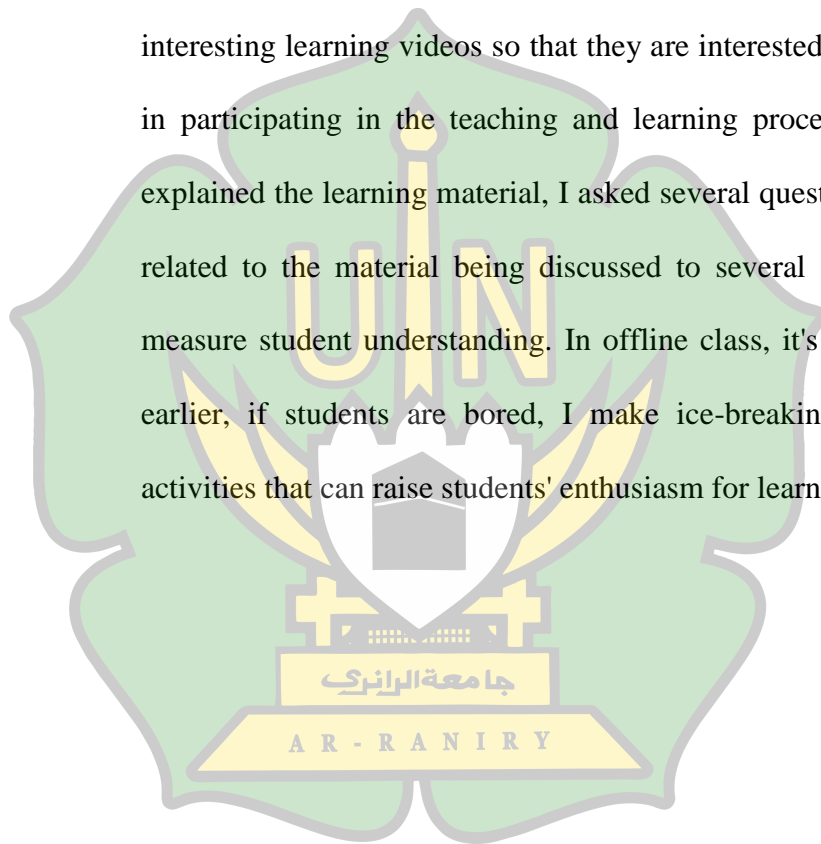 interesting learning videos so that they are interested
in participating in the teaching and learning proce
explained the learning material, I asked several quest
related to the material being discussed to several
measure student understanding. In offline class, it's
earlier, if students are bored, I make ice-breakin
activities that can raise students' enthusiasm for learn
UIN
جامعةالرانري
AR-RANIRY